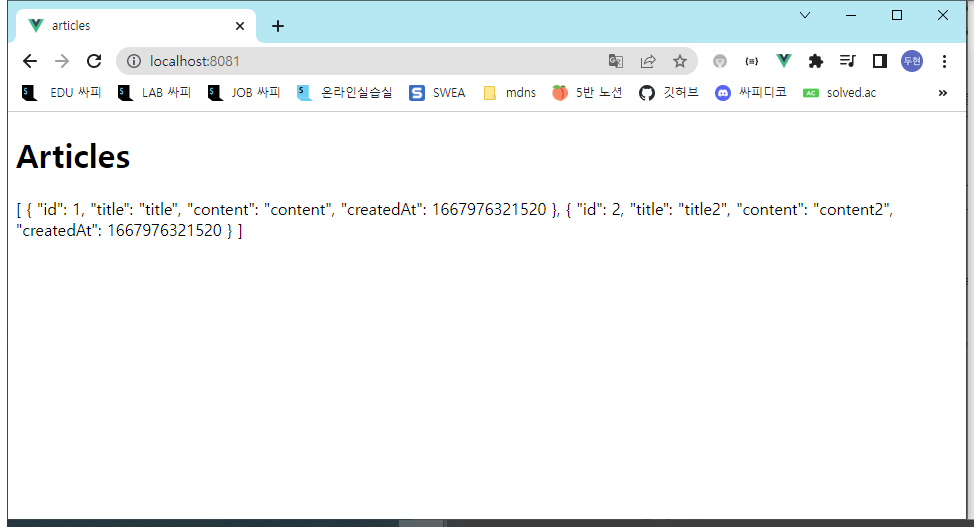 articles
localhost:8081
두현
EDU 싸피 LAB 싸피 JOB 싸피 온라인실습실 SWEA mdns 5반 노션 깃허브 싸피디코 solved.ac »
Articles
[ { "id": 1, "title": "title", "content": "content", "createdAt": 1667976321520 }, { "id": 2, "title": "title2", "content": "content2",
"createdAt": 1667976321520 } ]